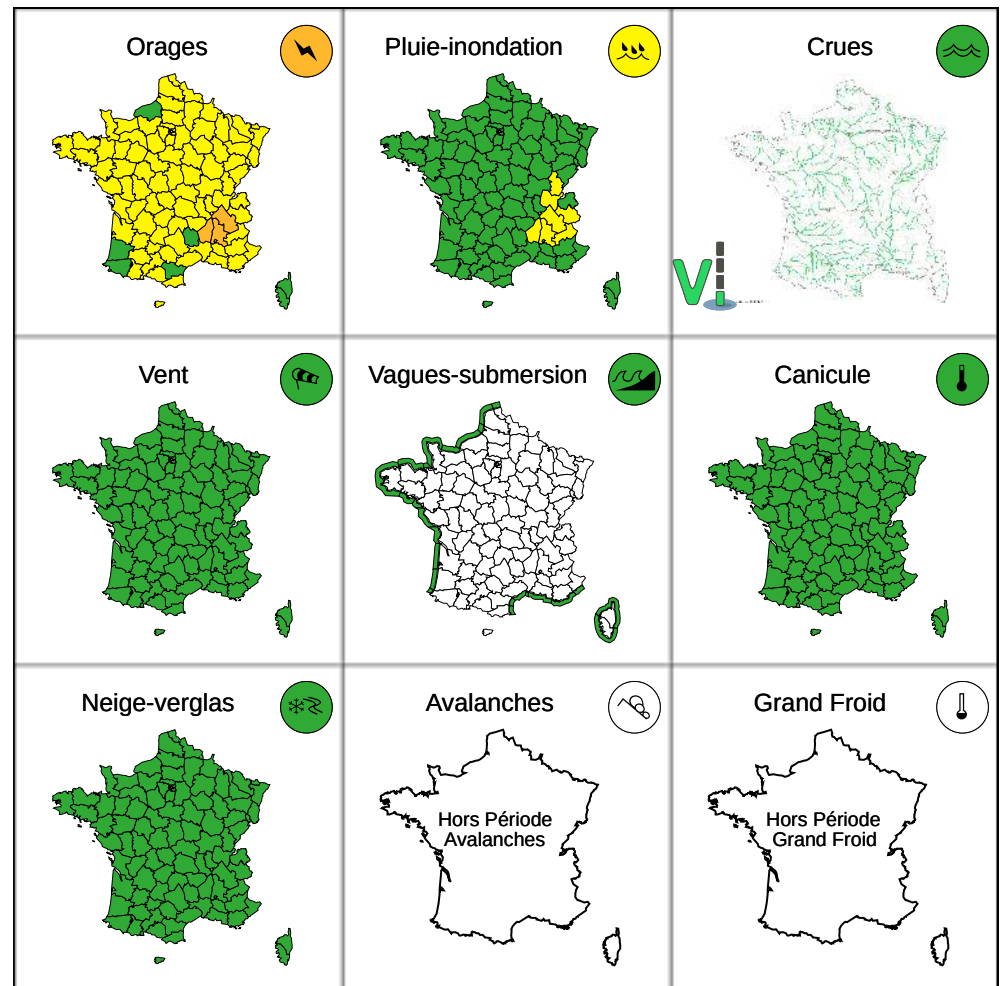 Orages
Pluie-inondation
Crues
Vi
Vent
Vagues-submersion
Canicule
Neige-verglas
Avalanches
Grand Froid
Hors Période
Avalanches
Hors Période
Grand Froid